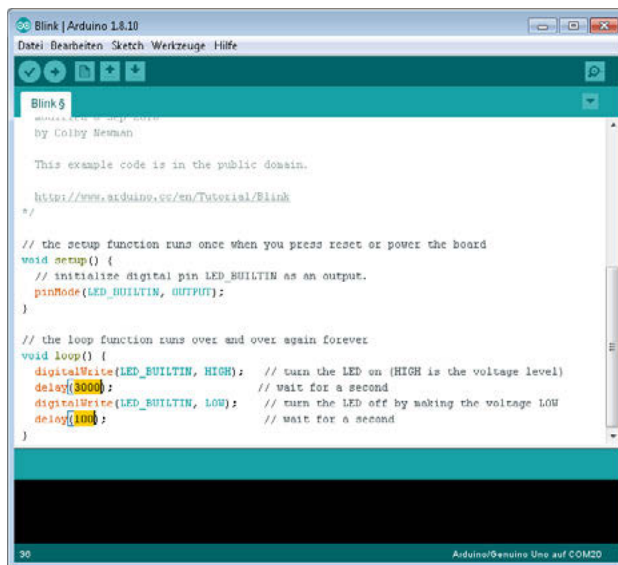 Blink | Arduino 1.8.10
Datei Bearbeiten Sketch Werkzeuge Hilfe
Blink §
by Colby Newman
This example code is in the public domain.
http://www.arduino.cc/en/Tutorial/Blink
*/
// the setup function runs once when you press reset or power the board
void setup() {
// initialize digital pin LED_BUILTIN as an output.
pinMode(LED_BUILTIN, OUTPUT);
}
// the loop function runs over and over again forever
void loop() {
digitalWrite(LED_BUILTIN, HIGH); // turn the LED on (HIGH is the voltage level)
delay(3000); // wait for a second
digitalWrite(LED_BUILTIN, LOW); // turn the LED off by making the voltage LOW
delay(100); // wait for a second
}
Arduino/Genuino Uno auf COM20